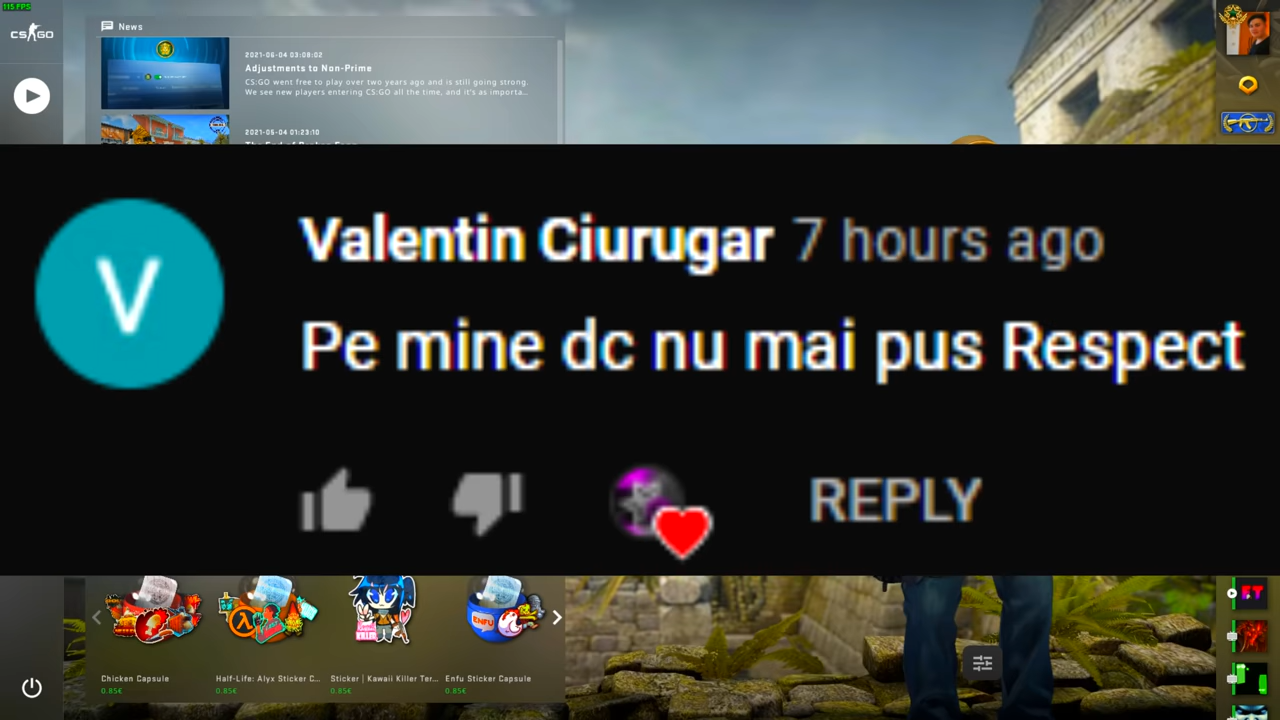 115 FPS
CS:GO
News
2021-06-04 03:08:02
Adjustments to Non-Prime
CS:GO went free to play over two years ago and is still going strong.
We see new players entering CS:GO all the time, and it's as importa...
2021-05-04 01:23:10
V
Valentin Ciurugar 7 hours ago
Pe mine dc nu mai pus Respect
REPLY
ENFU
Chicken Capsule
0.85€
Half-Life: Alyx Sticker C...
0.85€
Sticker | Kawaii Killer Ter...
0.85€
Enfu Sticker Capsule
0.85€